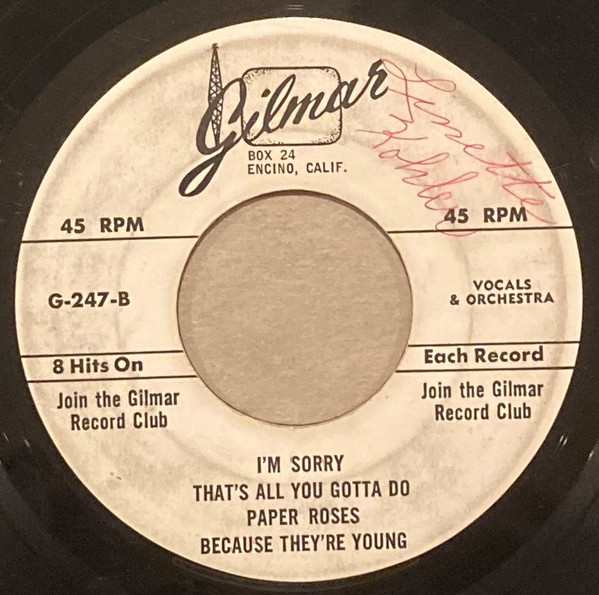 Gilmar
BOX 24
ENCINO, CALIF.
Linette
Kohler
45 RPM
45 RPM
G-247-B
VOCALS
& ORCHESTRA
8 Hits On
Each Record
Join the Gilmar
Record Club
Join the Gilmar
Record Club
I'M SORRY
THAT'S ALL YOU GOTTA DO
PAPER ROSES
BECAUSE THEY'RE YOUNG